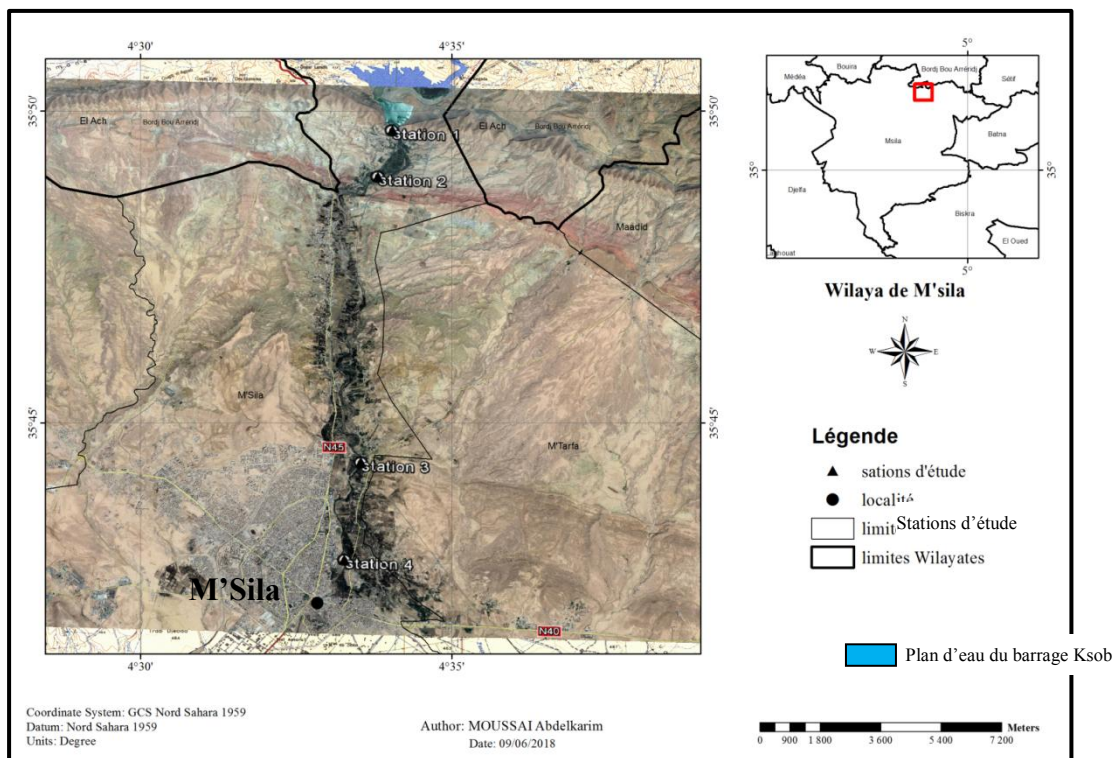 4°30'
4°35'
35°50'
35°50'
El Ach
Bordj Bou Arréridj
Station 1
El Ach
Bordj Bou Arréridj
Station 2
Maadid
M'Sila
35°45'
35°45'
N45
M'Tarfa
Station 3
Station 4
M'Sila
N40
4°30'
4°35'
5°
Médéa
Bouira
Bordj Bou Arréridj
Sétif
Msila
Batna
35°
35°
Djelfa
Biskra
El Oued
5°
Wilaya de M'sila
N
W
E
S
Légende
sations d'étude
localité
limit
Stations d'étude
limites Wilayates
Plan d'eau du barrage Ksob
Coordinate System: GCS Nord Sahara 1959
Datum: Nord Sahara 1959
Units: Degree
Author: MOUSSAI Abdelkarim
Date: 09/06/2018
Meters
0 900 1 800 3 600 5 400 7 200